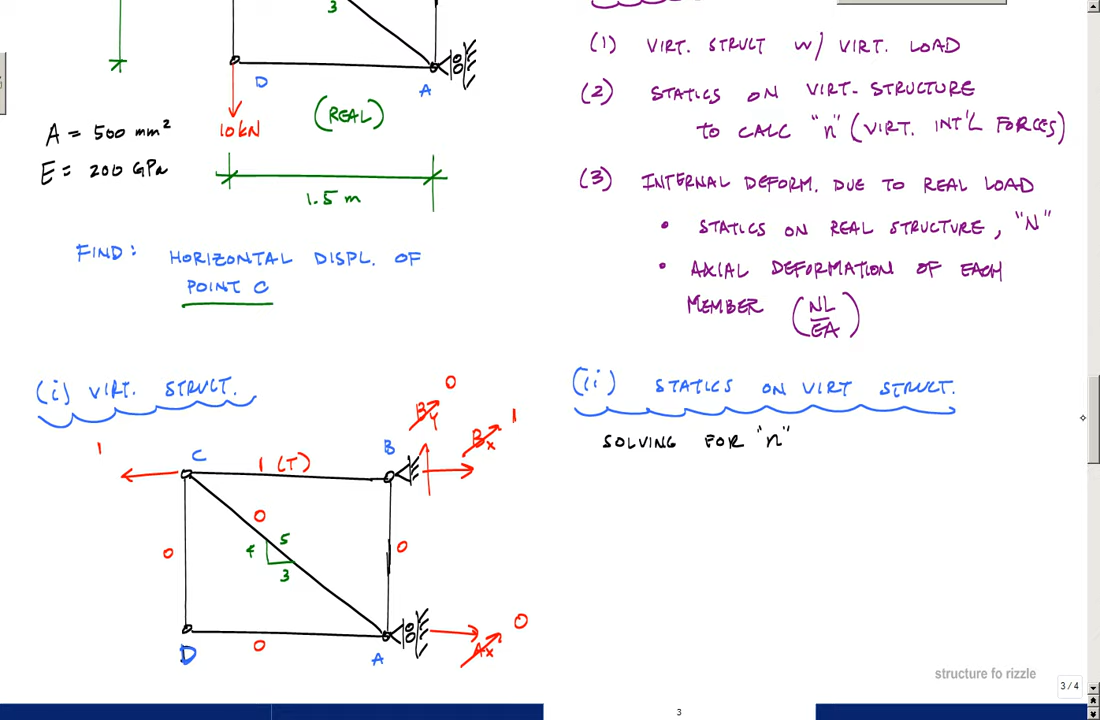 3
D
A
10 kN
(REAL)
A = 500 mm²
E = 200 GPa
1.5 m
FIND: HORIZONTAL DISPL. OF
POINT C
(1) VIRT. STRUCT W/ VIRT. LOAD
(2) STATICS ON VIRT. STRUCTURE
TO CALC "n" (VIRT. INT'L FORCES)
(3) INTERNAL DEFORM. DUE TO REAL LOAD
• STATICS ON REAL STRUCTURE, "N"
• AXIAL DEFORMATION OF EACH
MEMBER (NL/EA)
(i) VIRT. STRUCT.
0
By
1
Bx
1
C
1 (T)
B
0
5
4
3
0
0
0
D
0
A
Ax
(ii) STATICS ON VIRT STRUCT.
SOLVING FOR "n"
structure fo rizzle
3 / 4
3